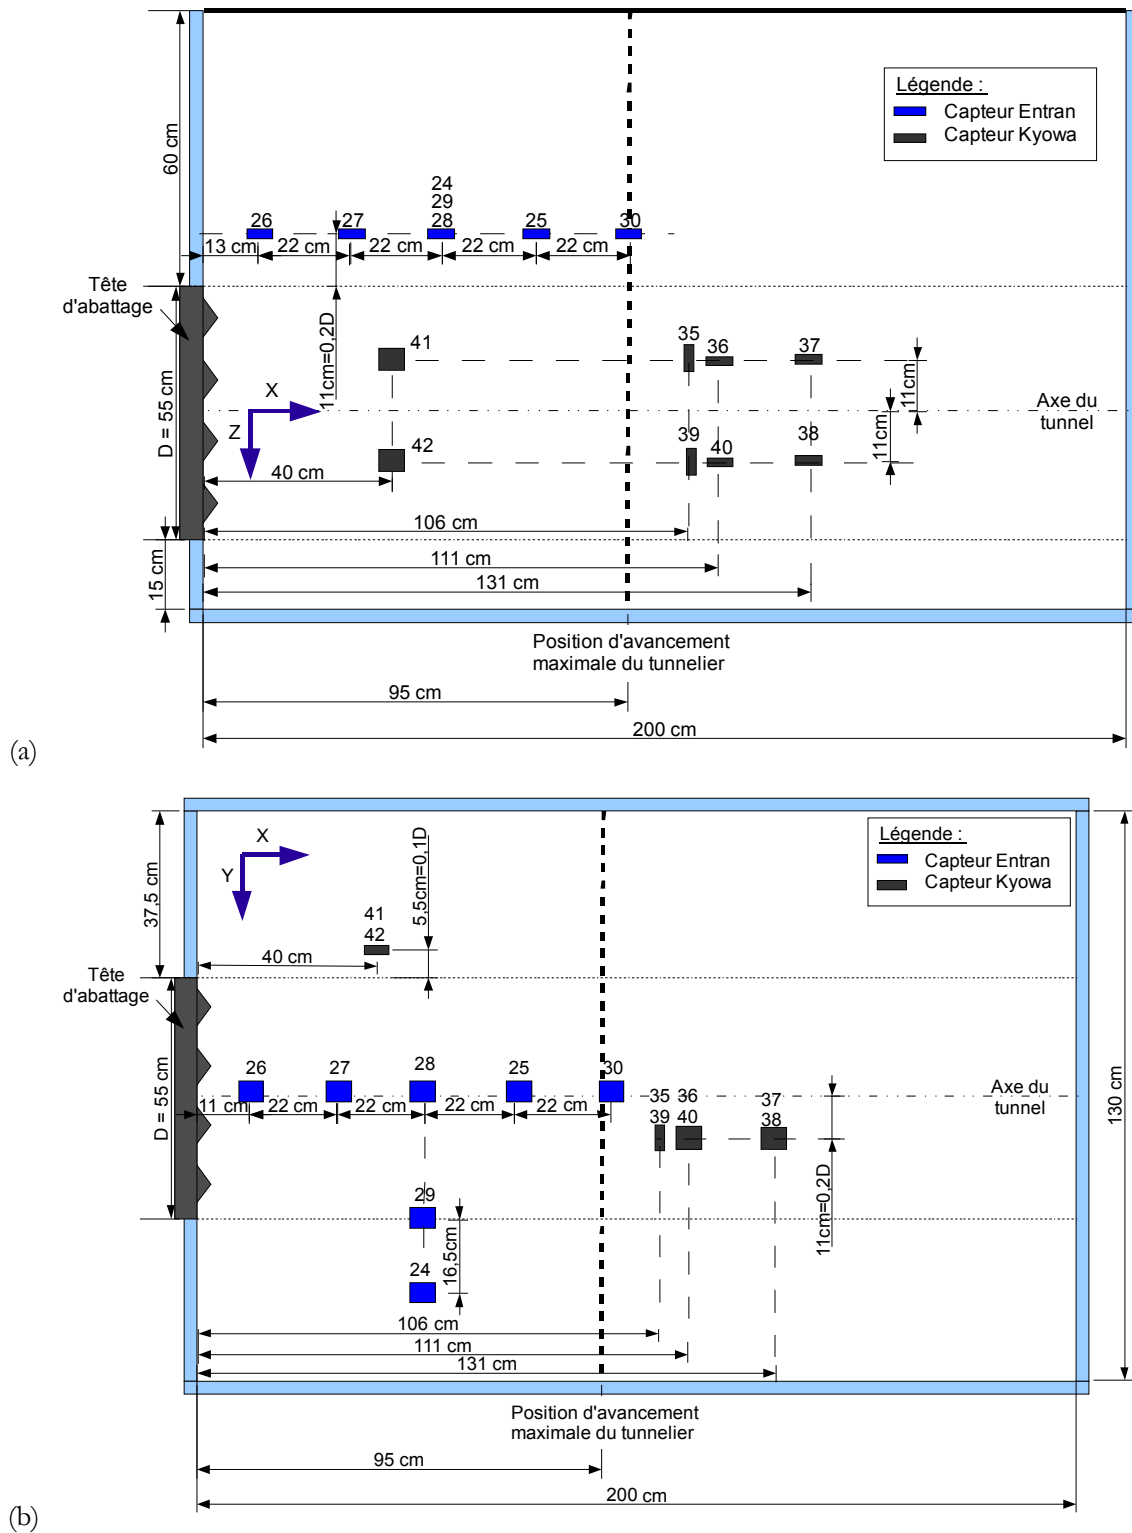 Légende :
Capteur Entran
Capteur Kyowa
60 cm
24
29
26
27
28
25
30
13 cm
22 cm
22 cm
22 cm
22 cm
Tête
d'abattage
11cm=0,2D
41
35
36
37
11cm
X
Z
D = 55 cm
Axe du
tunnel
42
39
40
38
11cm
40 cm
106 cm
111 cm
131 cm
15 cm
Position d'avancement
maximale du tunnelier
95 cm
200 cm
(a)
Légende :
Capteur Entran
Capteur Kyowa
X
Y
37,5 cm
41
42
5,5cm=0,1D
40 cm
Tête
d'abattage
26
27
28
25
30
35
36
37
39
40
38
11 cm
22 cm
22 cm
22 cm
22 cm
Axe du
tunnel
D = 55 cm
130 cm
29
24
16,5cm
11cm=0,2D
106 cm
111 cm
131 cm
Position d'avancement
maximale du tunnelier
95 cm
200 cm
(b)